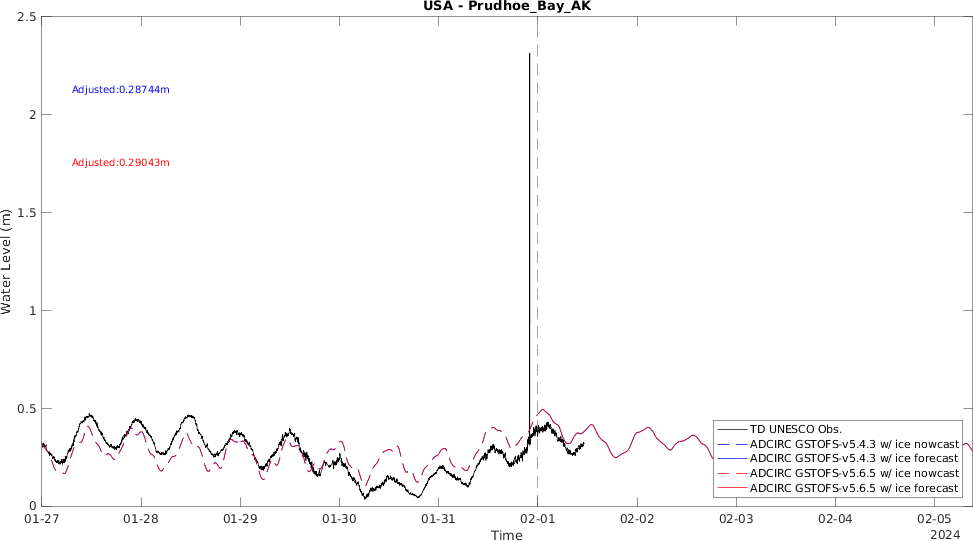 USA - Prudhoe_Bay_AK
2.5
Adjusted:0.28744m
2
Adjusted:0.29043m
1.5
Water Level (m)
1
0.5
TD UNESCO Obs.
ADCIRC GSTOFS-v5.4.3 w/ ice nowcast
ADCIRC GSTOFS-v5.4.3 w/ ice forecast
ADCIRC GSTOFS-v5.6.5 w/ ice nowcast
ADCIRC GSTOFS-v5.6.5 w/ ice forecast
0
01-27 01-28 01-29 01-30 01-31 02-01 02-02 02-03 02-04 02-05
Time
2024